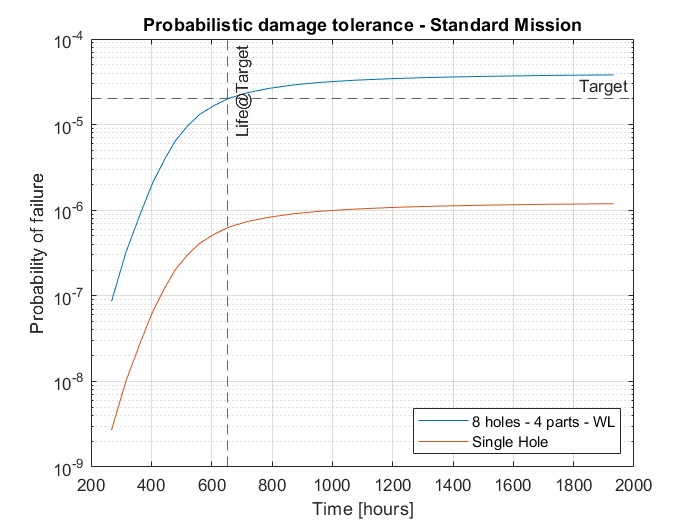 Probabilistic damage tolerance - Standard Mission
10^-4
10^-5
10^-6
10^-7
10^-8
10^-9
Probability of failure
Life@Target
Target
8 holes - 4 parts - WL
Single Hole
200 400 600 800 1000 1200 1400 1600 1800 2000
Time [hours]